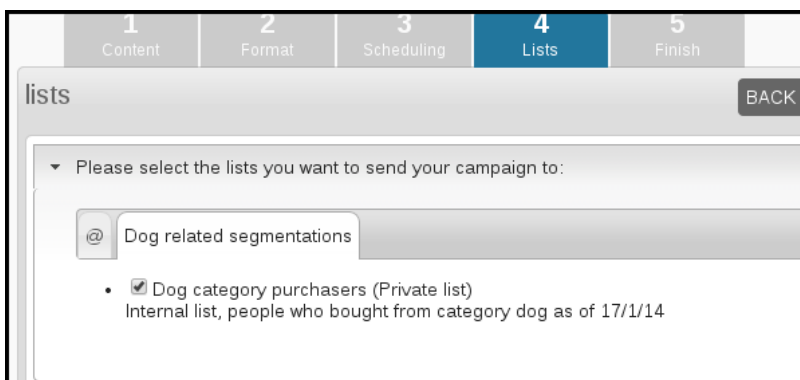 1 2 3 4 5
Content Format Scheduling Lists Finish
lists
BACK
Please select the lists you want to send your campaign to:
@ Dog related segmentations
Dog category purchasers (Private list)
Internal list, people who bought from category dog as of 17/1/14